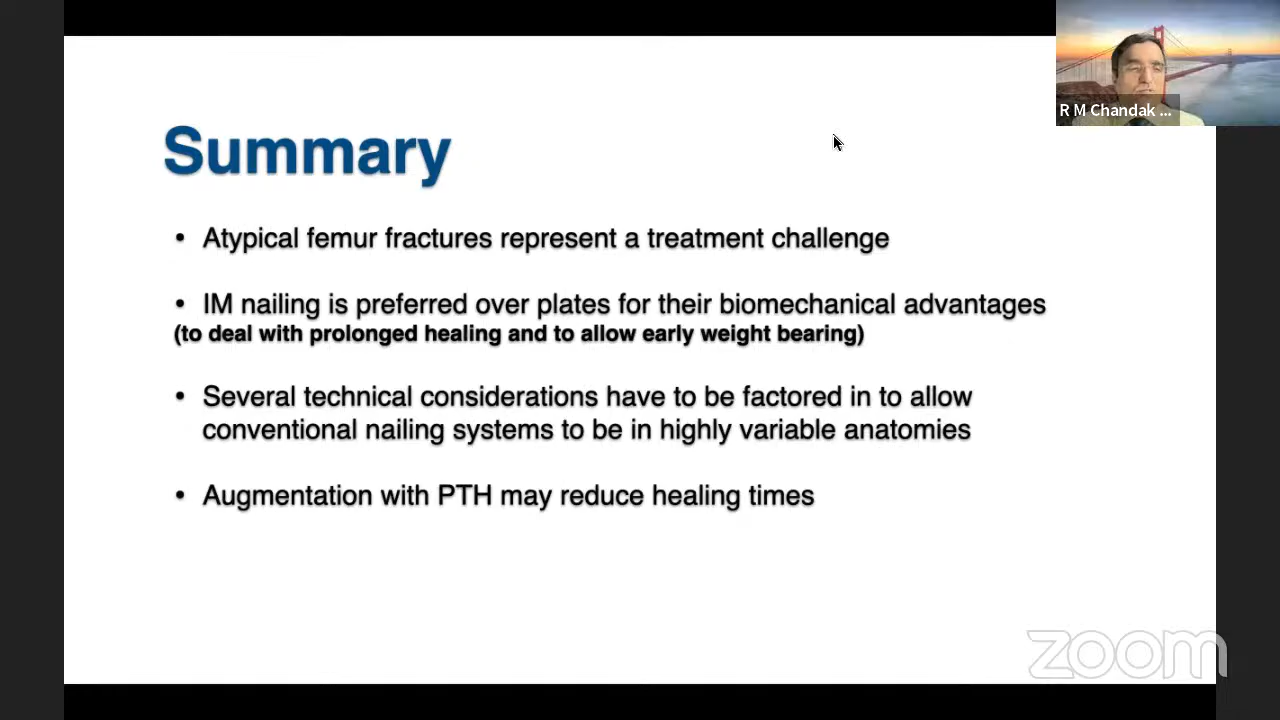 R M Chandak ...
Summary
• Atypical femur fractures represent a treatment challenge
• IM nailing is preferred over plates for their biomechanical advantages
(to deal with prolonged healing and to allow early weight bearing)
• Several technical considerations have to be factored in to allow
conventional nailing systems to be in highly variable anatomies
• Augmentation with PTH may reduce healing times
zoom